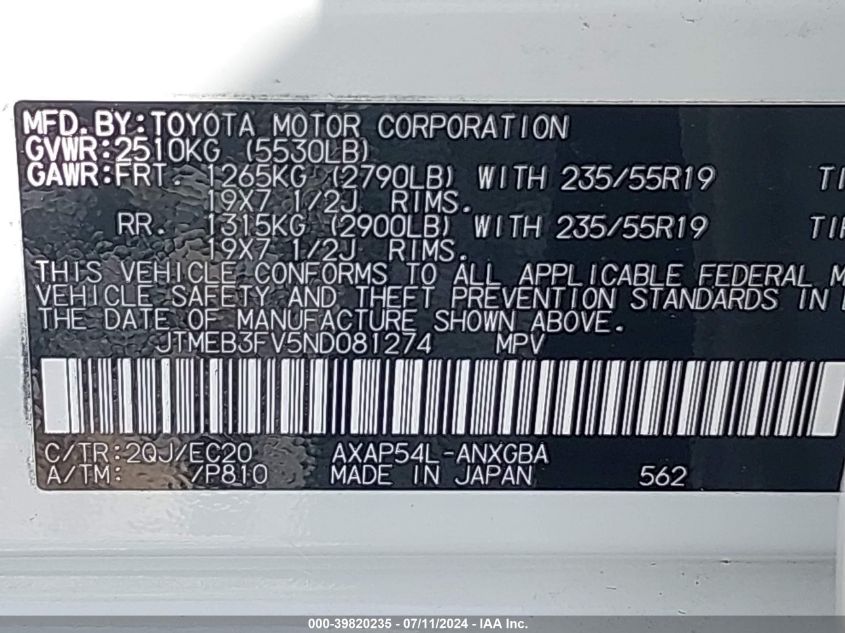 MFD.BY:TOYOTA MOTOR CORPORATION
GVWR:2510KG (5530LB)
GAWR:FRT. 1265KG (2790LB) WITH 235/55R19
19X7 1/2J RIMS.
RR. 1315KG (2900LB) WITH 235/55R19
19X7 1/2J RIMS.
THIS VEHICLE CONFORMS TO ALL APPLICABLE FEDERAL
VEHICLE SAFETY AND THEFT PREVENTION STANDARDS IN
THE DATE OF MANUFACTURE SHOWN ABOVE.
JTMEB3FV5ND081274 MPV
C/TR:2QJ/EC20 AXAP54L-ANXGBA
A/TM: /P810 MADE IN JAPAN 562
000-39820235 - 07/11/2024 - IAA Inc.